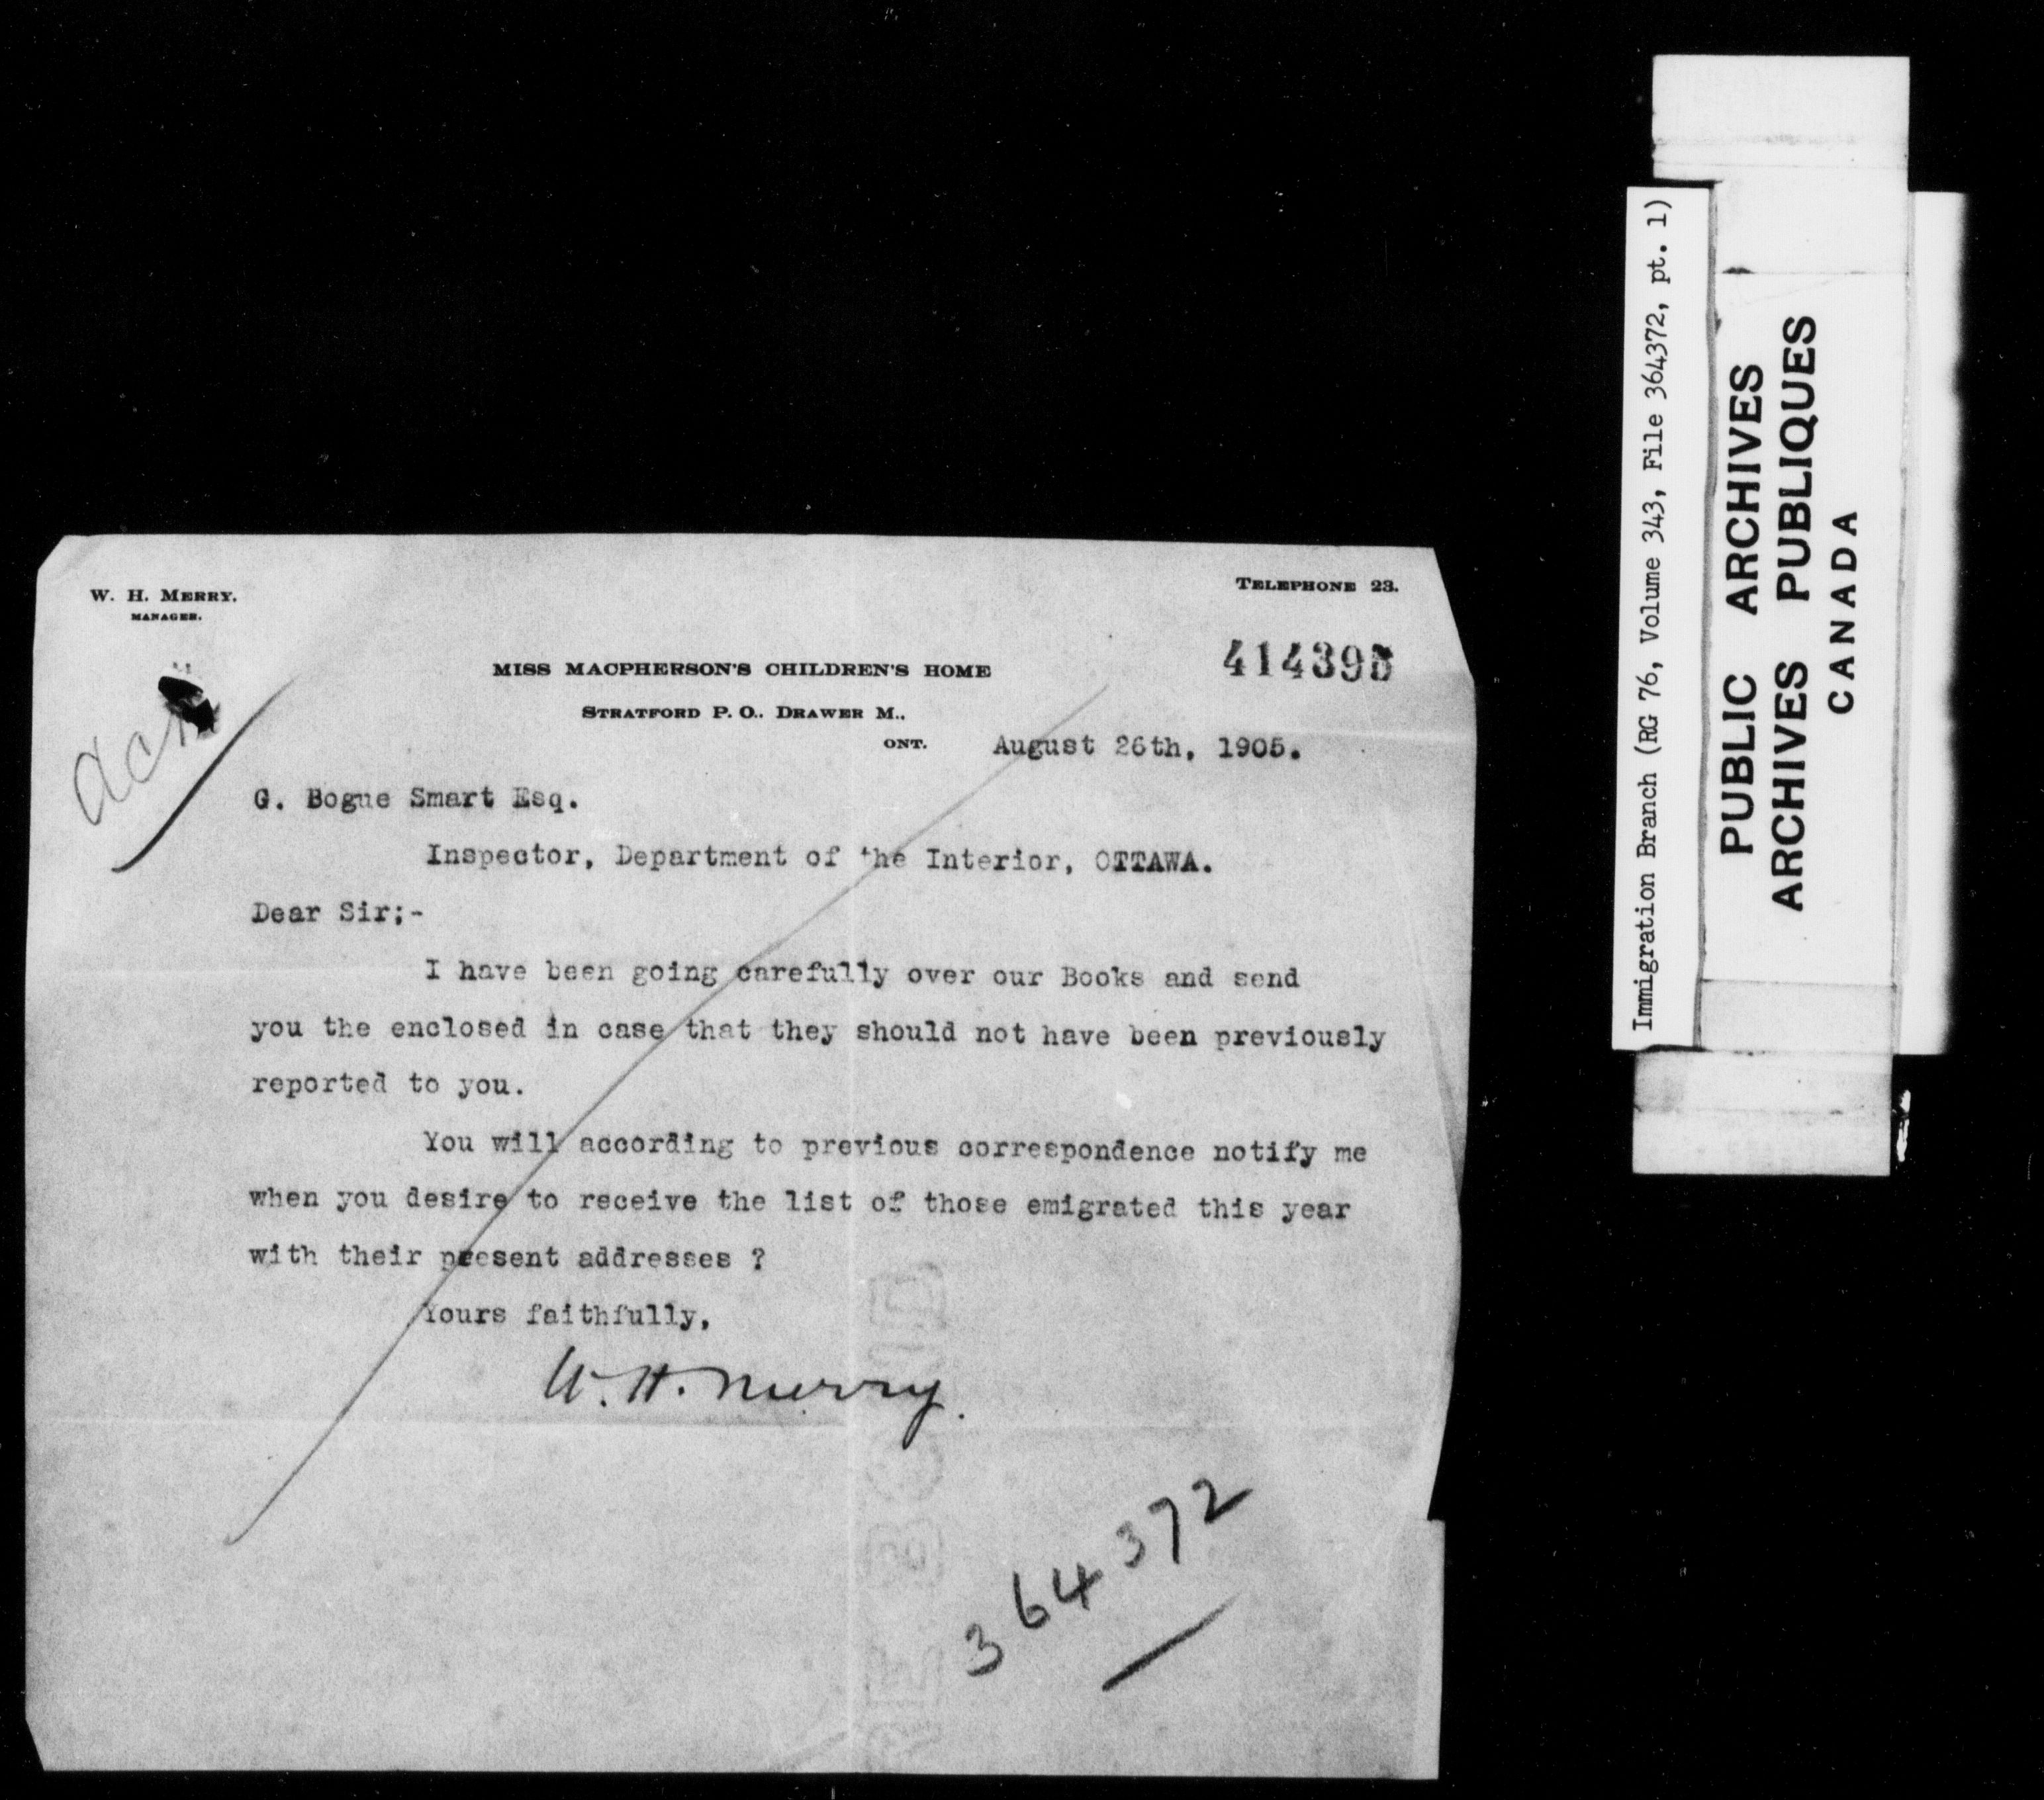 W. H. MERRY.
MANAGER.
TELEPHONE 23.
MISS MACPHERSON'S CHILDREN'S HOME
STRATFORD P. O.. DRAWER M..
ONT.
August 26th, 1905.
G. Bogue Smart Esq.
Inspector, Department of the Interior, OTTAWA.
Dear Sir;-
I have been going carefully over our Books and send
you the enclosed in case that they should not have been previously
reported to you.
You will according to previous correspondence notify me
when you desire to receive the list of those emigrated this year
with their present addresses ?
Yours faithfully,
W. H. Merry.
364372
Immigration Branch (RG 76, Volume 343, File 364372, pt. 1)
PUBLIC ARCHIVES
ARCHIVES PUBLIQUES
CANADA